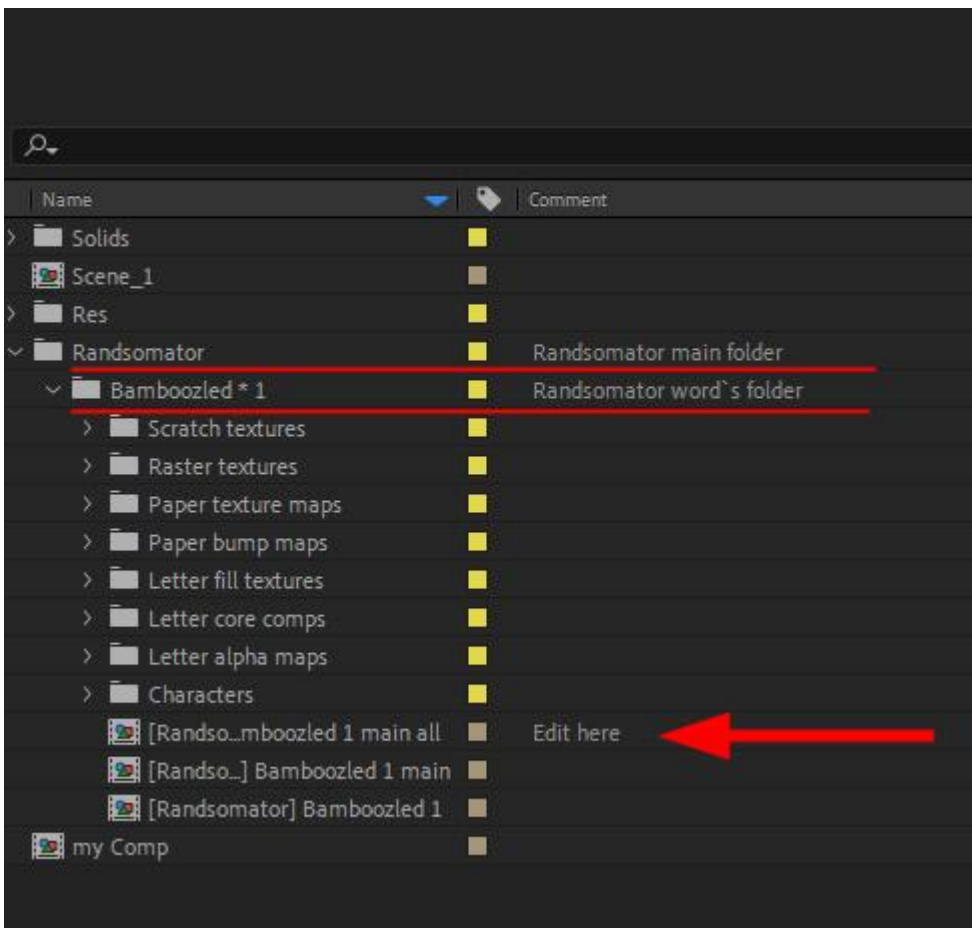 Name Comment
Solids
Scene_1
Res
Randsomator Randsomator main folder
Bamboozled * 1 Randsomator word`s folder
Scratch textures
Raster textures
Paper texture maps
Paper bump maps
Letter fill textures
Letter core comps
Letter alpha maps
Characters
[Randso...mboozled 1 main all Edit here
[Randso...] Bamboozled 1 main
[Randsomator] Bamboozled 1
my Comp